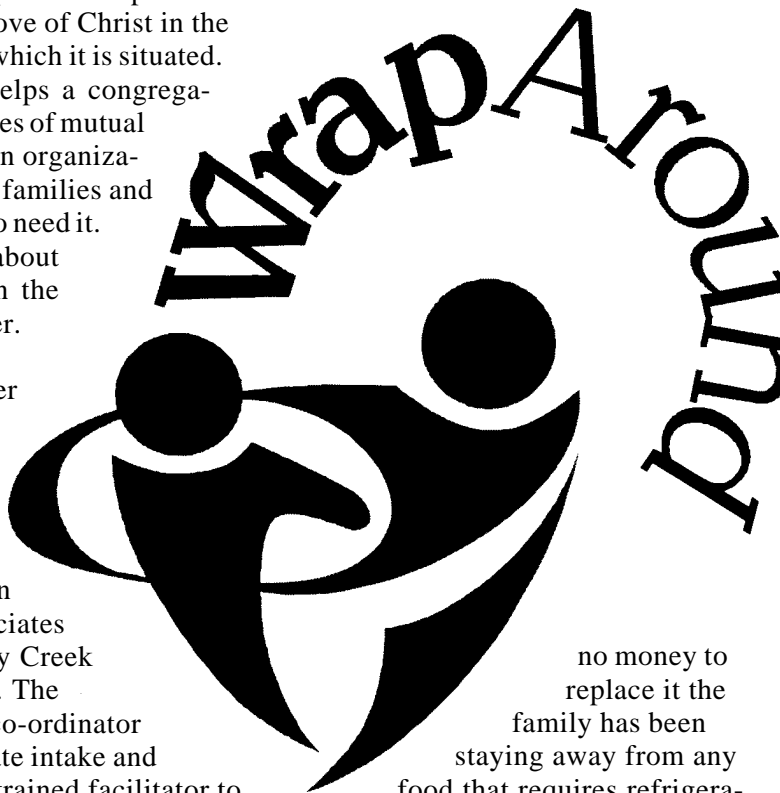 ove of Christ in the
which it is situated.
elps a congrega-
es of mutual
n organiza-
families and
o need it.
about
n the
er.
er
n
ciates
y Creek
. The
co-ordinator
te intake and
trained facilitator to
WrapAround
no money to
replace it the
family has been
staying away from any
food that requires refrigera-